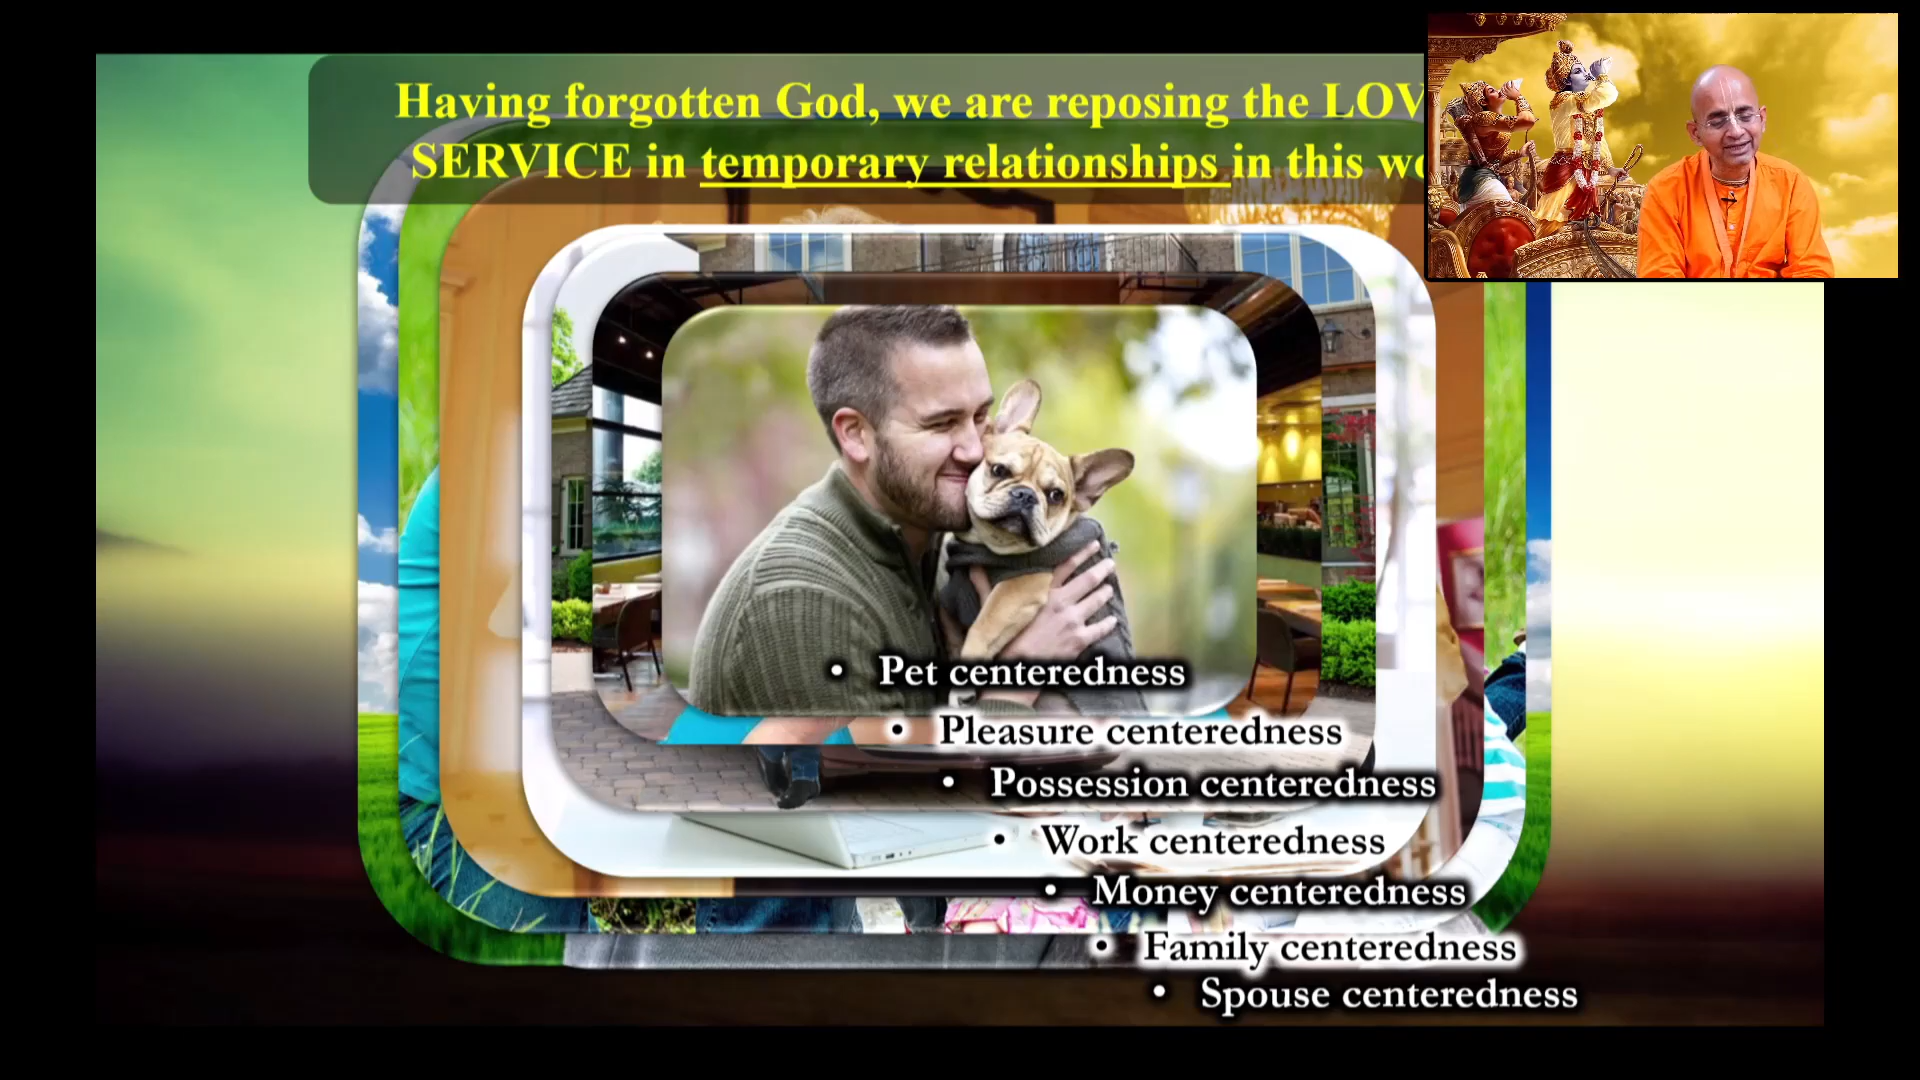 Having forgotten God, we are reposing the LOV
SERVICE in temporary relationships in this wo
• Pet centeredness
• Pleasure centeredness
• Possession centeredness
• Work centeredness
• Money centeredness
• Family centeredness
• Spouse centeredness